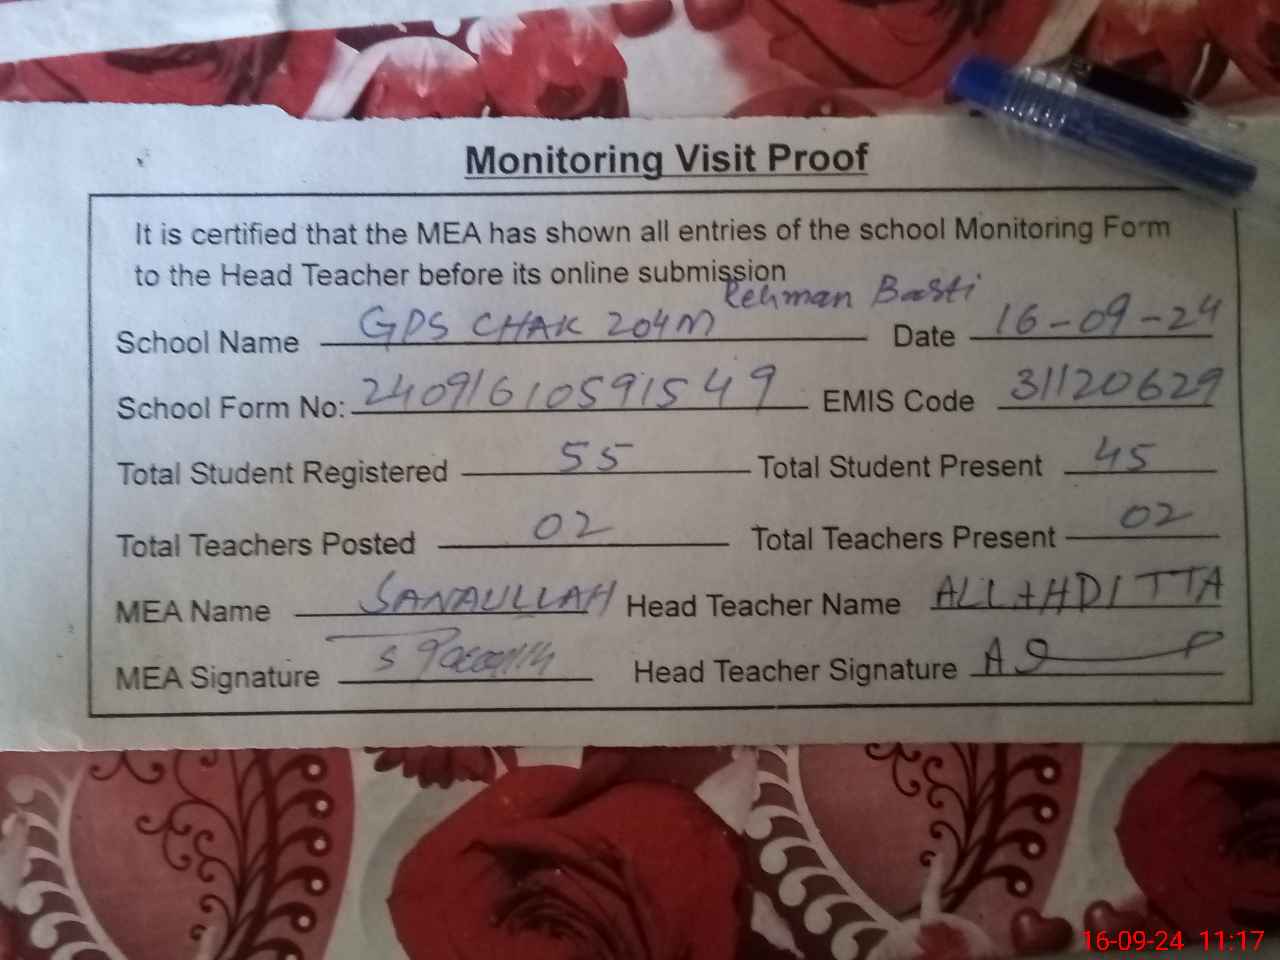 Monitoring Visit Proof
It is certified that the MEA has shown all entries of the school Monitoring Form
to the Head Teacher before its online submission
School Name GPS CHAK 204M Rehman Basti Date 16-09-24
School Form No: 24091610591549 EMIS Code 31120629
Total Student Registered 55 Total Student Present 45
Total Teachers Posted 02 Total Teachers Present 02
MEA Name SANAULLAH Head Teacher Name ALLAHDITTA
MEA Signature Head Teacher Signature
16-09-24 11:17